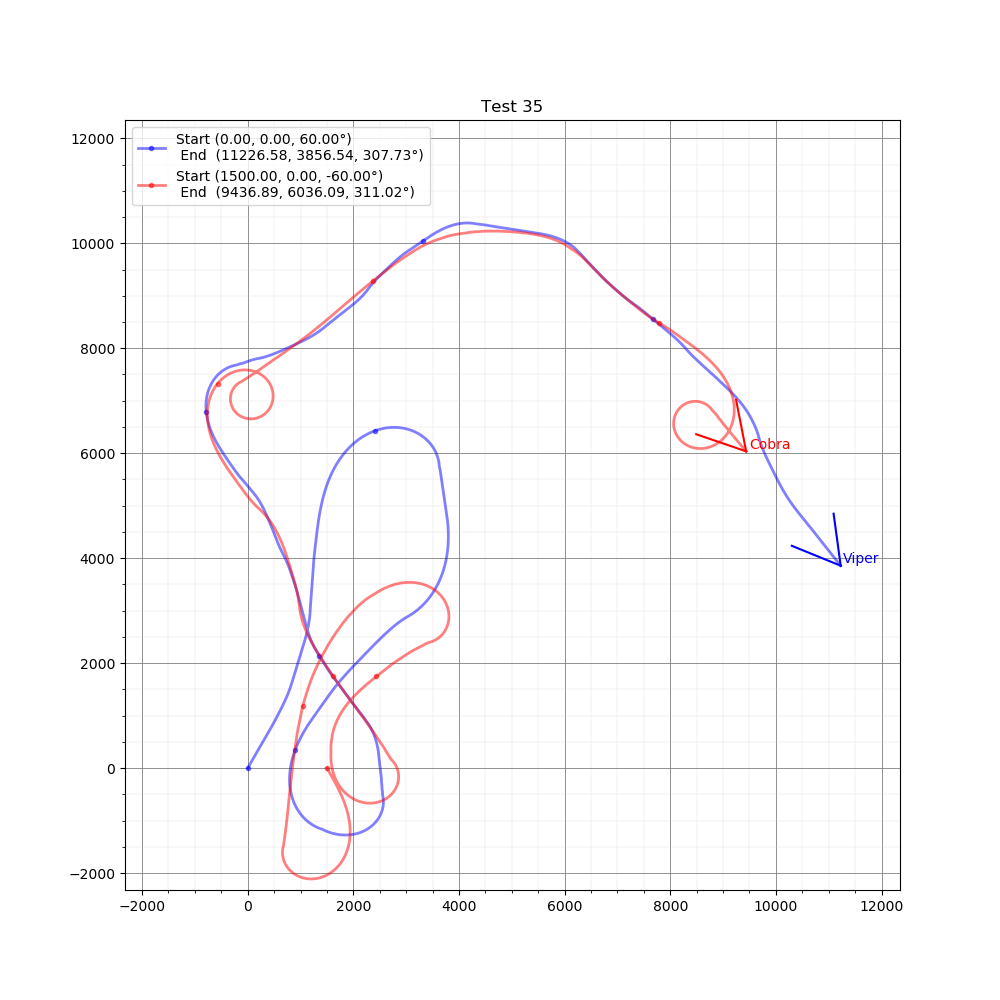 Test 35
Start (0.00, 0.00, 60.00°)
End (11226.58, 3856.54, 307.73°)
Start (1500.00, 0.00, -60.00°)
End (9436.89, 6036.09, 311.02°)
12000
10000
8000
6000
4000
2000
0
−2000
Cobra
Viper
−2000 0 2000 4000 6000 8000 10000 12000